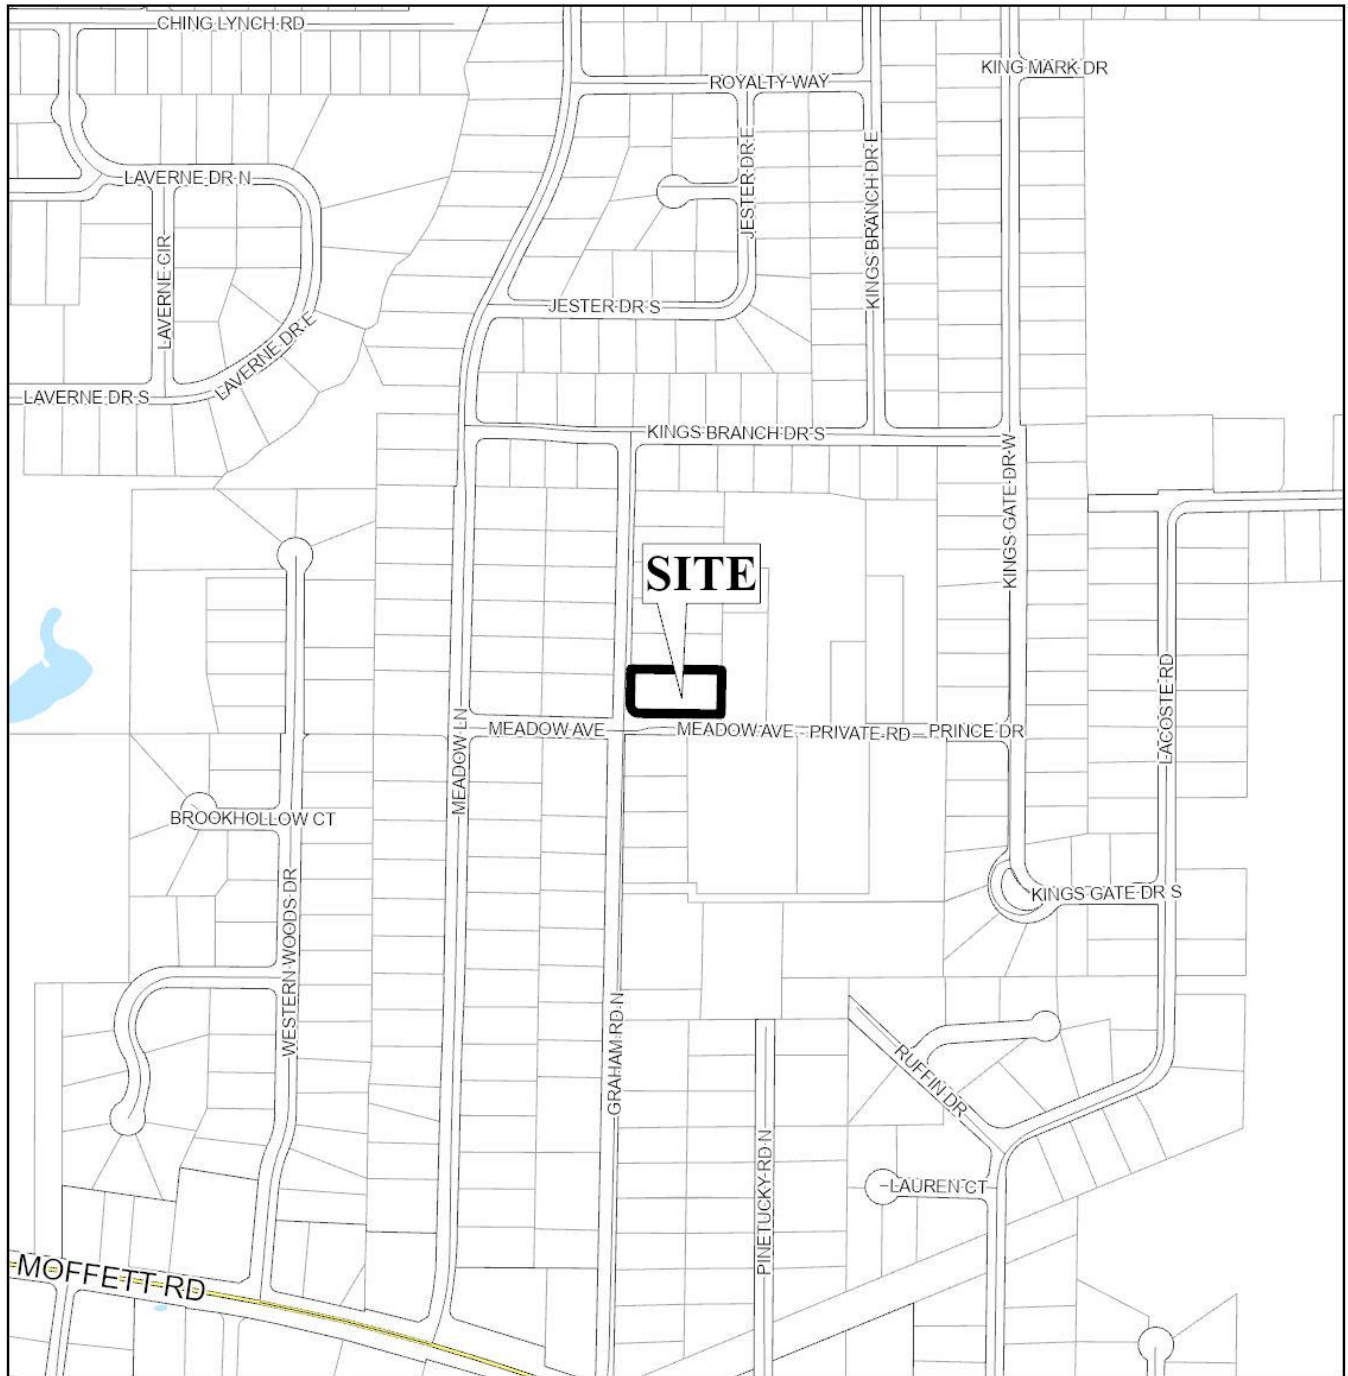 CHING LYNCH RD
ROYALTY WAY
KING MARK DR
LAVERNE DR N
JESTER DR E
KINGS BRANCH DR E
LAVERNE CIR
JESTER DR S
LAVERNE DR E
LAVERNE DR S
KINGS BRANCH DR S
KINGS GATE DR W
SITE
LACOSTE RD
MEADOW LN
MEADOW AVE
MEADOW AVE
PRIVATE RD
PRINCE DR
BROOKHOLLOW CT
WESTERN WOODS DR
KINGS GATE DR S
GRAHAM RD N
RUFFIN DR
PINETUCKY RD N
LAUREN CT
MOFFETT RD